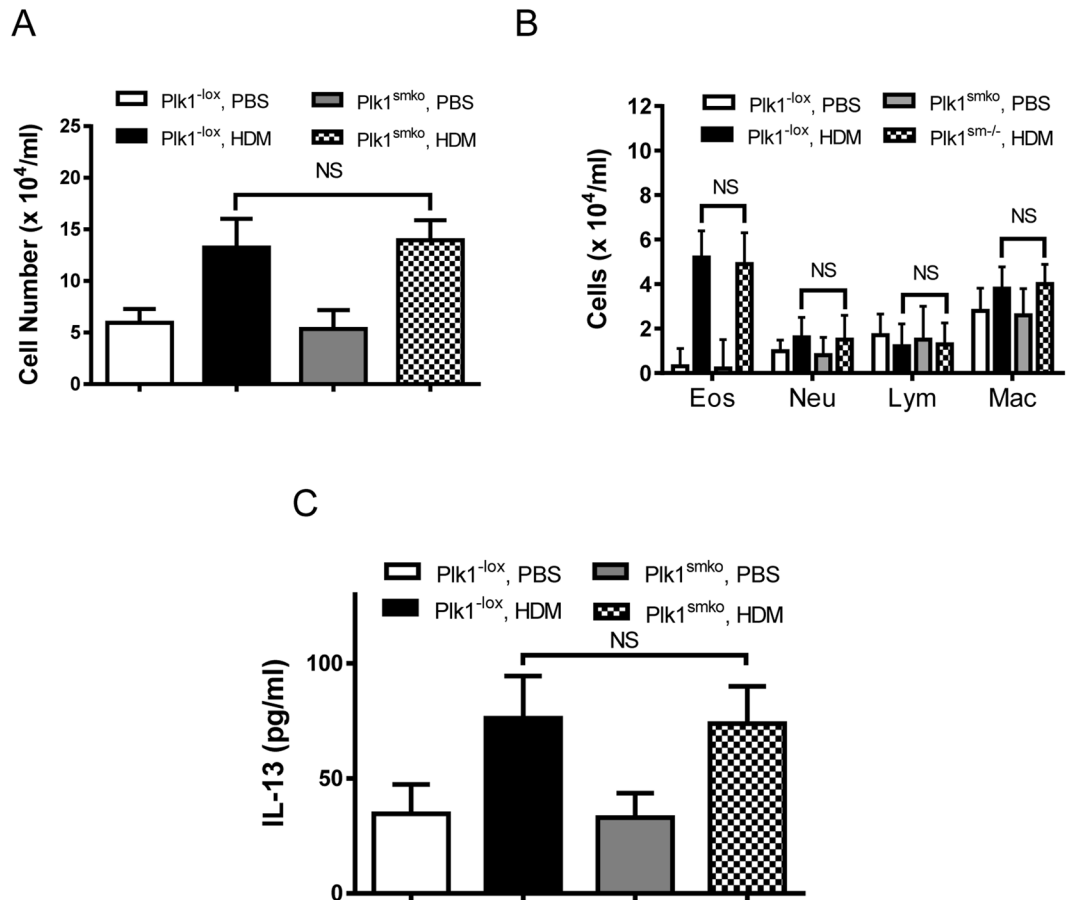 A
Plk1-lox, PBS
Plk1smko, PBS
Plk1-lox, HDM
Plk1smko, HDM
Cell Number (x 10⁴/ml)
25
20
15
10
5
0
NS
B
Plk1-lox, PBS
Plk1smko, PBS
Plk1-lox, HDM
Plk1sm-/-, HDM
Cells (x 10⁴/ml)
12
10
8
6
4
2
0
NS
NS
NS
NS
Eos Neu Lym Mac
C
Plk1-lox, PBS
Plk1smko, PBS
Plk1-lox, HDM
Plk1smko, HDM
IL-13 (pg/ml)
100
50
0
NS